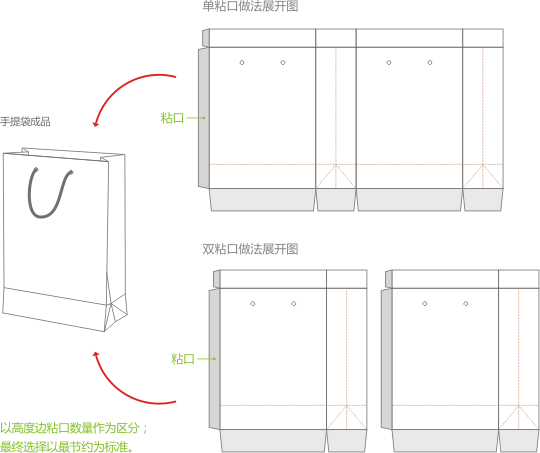 单粘口做法展开图
粘口
手提袋成品
双粘口做法展开图
粘口
以高度边粘口数量作为区分；
最终选择以最节约为标准。